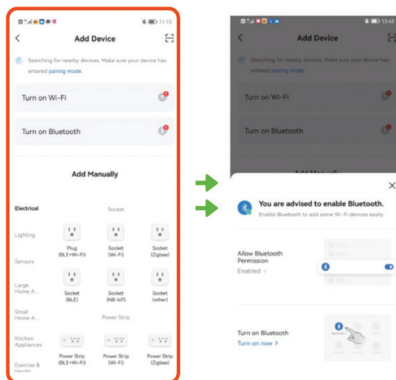 11:13
Add Device
Searching for nearby devices. Make sure your device has
entered pairing mode.
Turn on Wi-Fi
Turn on Bluetooth
Add Manually
Electrical
Socket
Lighting
Plug
(BLE+Wi-Fi)
Socket
(Wi-Fi)
Socket
(Zigbee)
Sensors
Large
Home A...
Socket
(BLE)
Socket
(NB-IoT)
Socket
(other)
Small
Home A...
Power Strip
Kitchen
Appliances
Power Strip
(BLE+Wi-Fi)
Power Strip
(Wi-Fi)
Power Strip
(Zigbee)
Exercise &
Health
12:43
Add Device
Searching for nearby devices. Make sure your device has
entered pairing mode.
Turn on Wi-Fi
Turn on Bluetooth
Add Manually
You are advised to enable Bluetooth.
Enable Bluetooth to add some Wi-Fi devices easily.
Allow Bluetooth
Permission
Enabled
Turn on Bluetooth
Turn on now >